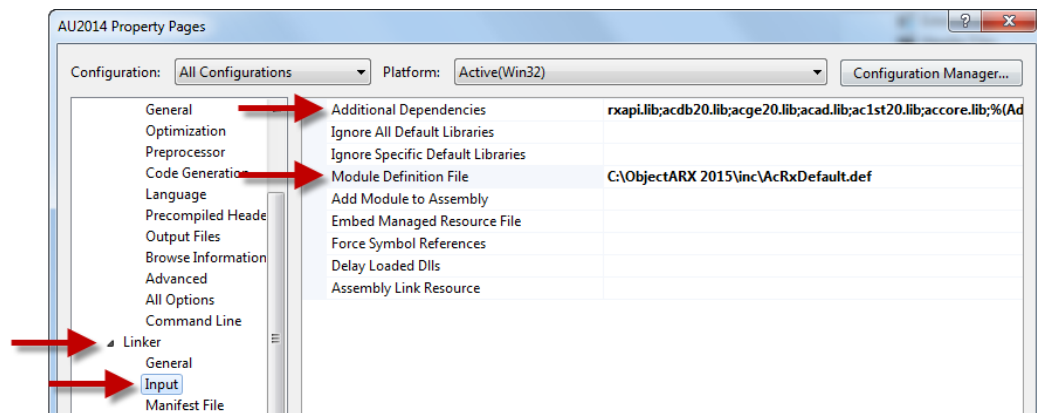 AU2014 Property Pages
Configuration: All Configurations Platform: Active(Win32) Configuration Manager...
General
Optimization
Preprocessor
Code Generation
Language
Precompiled Heade
Output Files
Browse Information
Advanced
All Options
Command Line
Linker
General
Input
Manifest File
Additional Dependencies rxapi.lib;acdb20.lib;acge20.lib;acad.lib;ac1st20.lib;accore.lib;%(Ad
Ignore All Default Libraries
Ignore Specific Default Libraries
Module Definition File C:\ObjectARX 2015\inc\AcRxDefault.def
Add Module to Assembly
Embed Managed Resource File
Force Symbol References
Delay Loaded Dlls
Assembly Link Resource